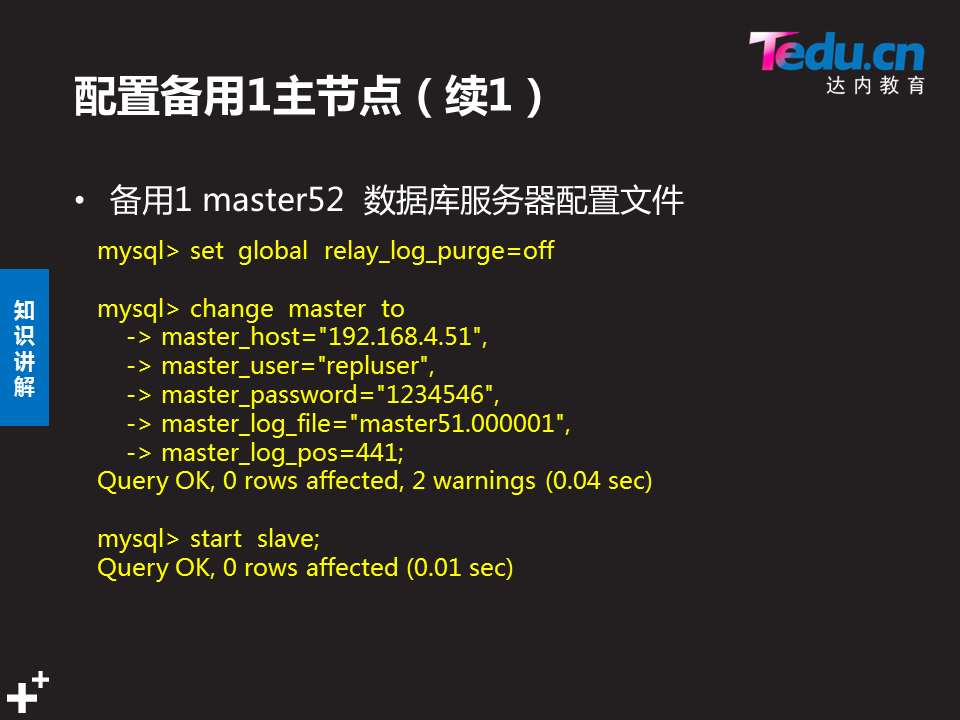 Tedu.cn
达内教育
配置备用1主节点（续1）
• 备用1 master52 数据库服务器配置文件
mysql> set global relay_log_purge=off
mysql> change master to
-> master_host="192.168.4.51",
-> master_user="repluser",
-> master_password="1234546",
-> master_log_file="master51.000001",
-> master_log_pos=441;
Query OK, 0 rows affected, 2 warnings (0.04 sec)
mysql> start slave;
Query OK, 0 rows affected (0.01 sec)
知识讲解